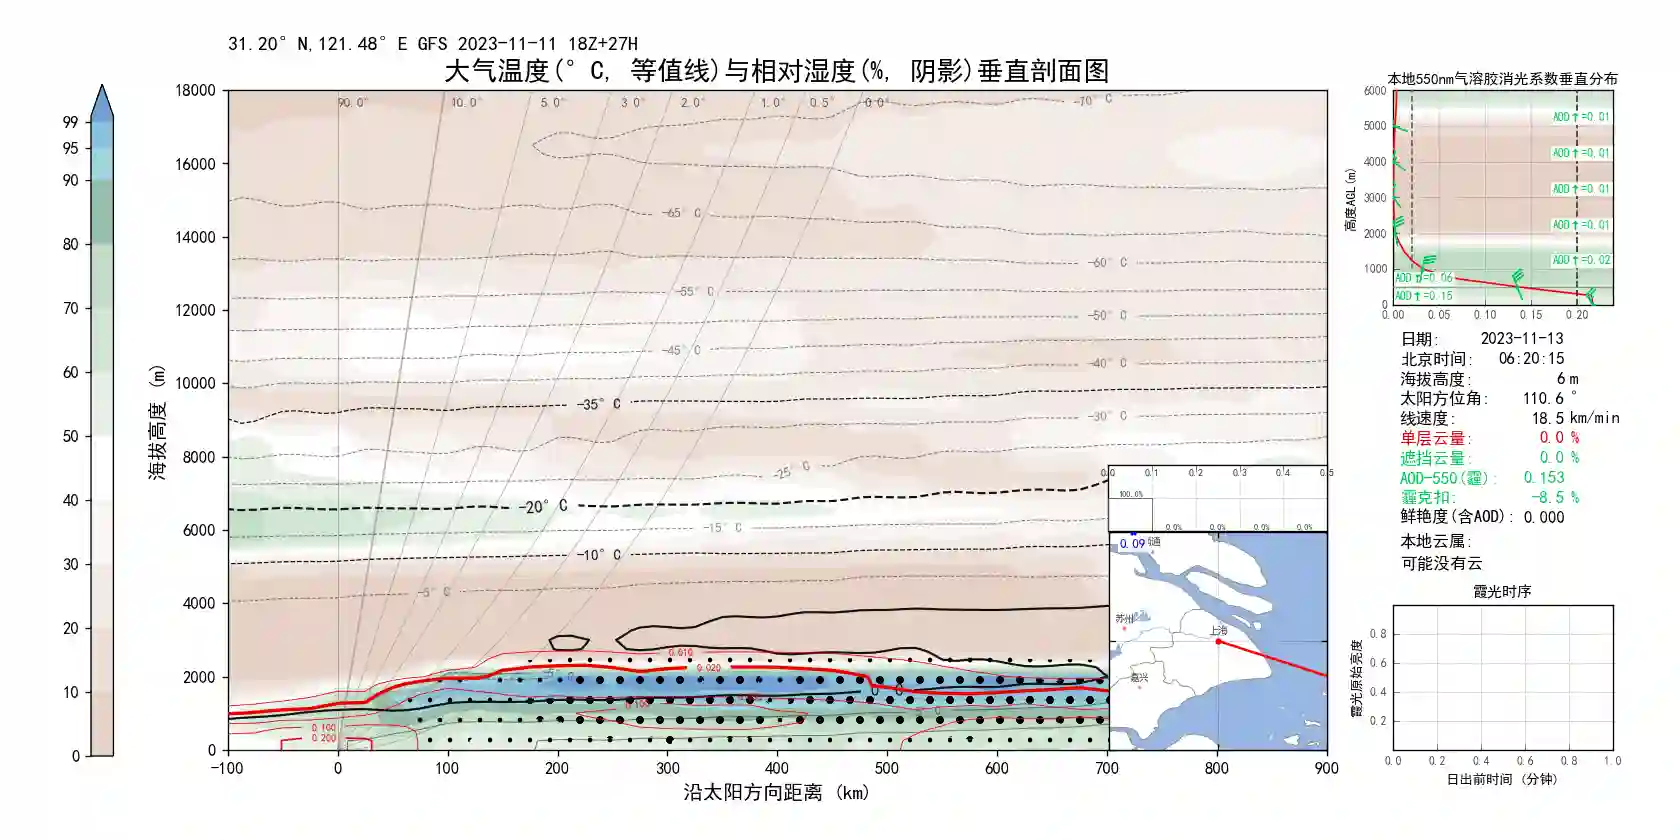 31.20° N,121.48° E GFS 2023-11-11 18Z+27H
大气温度(° C, 等值线)与相对湿度(%, 阴影)垂直剖面图
99
95
90
80
70
60
50
40
30
20
10
0
海拔高度 (m)
18000
16000
14000
12000
10000
8000
6000
4000
2000
0
90.0° 10.0° 5.0° 3.0° 2.0° 1.0° 0.5° 0.0°
-70° C
-65° C
-60° C
-55° C
-50° C
-45° C
-40° C
-35° C
-30° C
-25° C
-20° C
-15° C
-10° C
-5° C
0.010
0.020
0.100
0.100
0.200
-100 0 100 200 300 400 500 600 700 800 900
沿太阳方向距离 (km)
0.0 0.1 0.2 0.3 0.4 0.5
100.0%
0.0% 0.0% 0.0% 0.0%
0.09
苏州
上海
嘉兴
本地550nm气溶胶消光系数垂直分布
高度AGL(m)
6000
5000
4000
3000
2000
1000
0
AOD↑=0.01
AOD↑=0.01
AOD↑=0.01
AOD↑=0.01
AOD↑=0.02
AOD↑=0.06
AOD↑=0.15
0.00 0.05 0.10 0.15 0.20
日期: 2023-11-13
北京时间: 06:20:15
海拔高度: 6 m
太阳方位角: 110.6 °
线速度: 18.5 km/min
单层云量: 0.0 %
遮挡云量: 0.0 %
AOD-550(霾): 0.153
霾克扣: -8.5 %
鲜艳度(含AOD): 0.000
本地云属:
可能没有云
霞光时序
霞光原始亮度
0.8
0.6
0.4
0.2
0.0 0.2 0.4 0.6 0.8 1.0
日出前时间 (分钟)